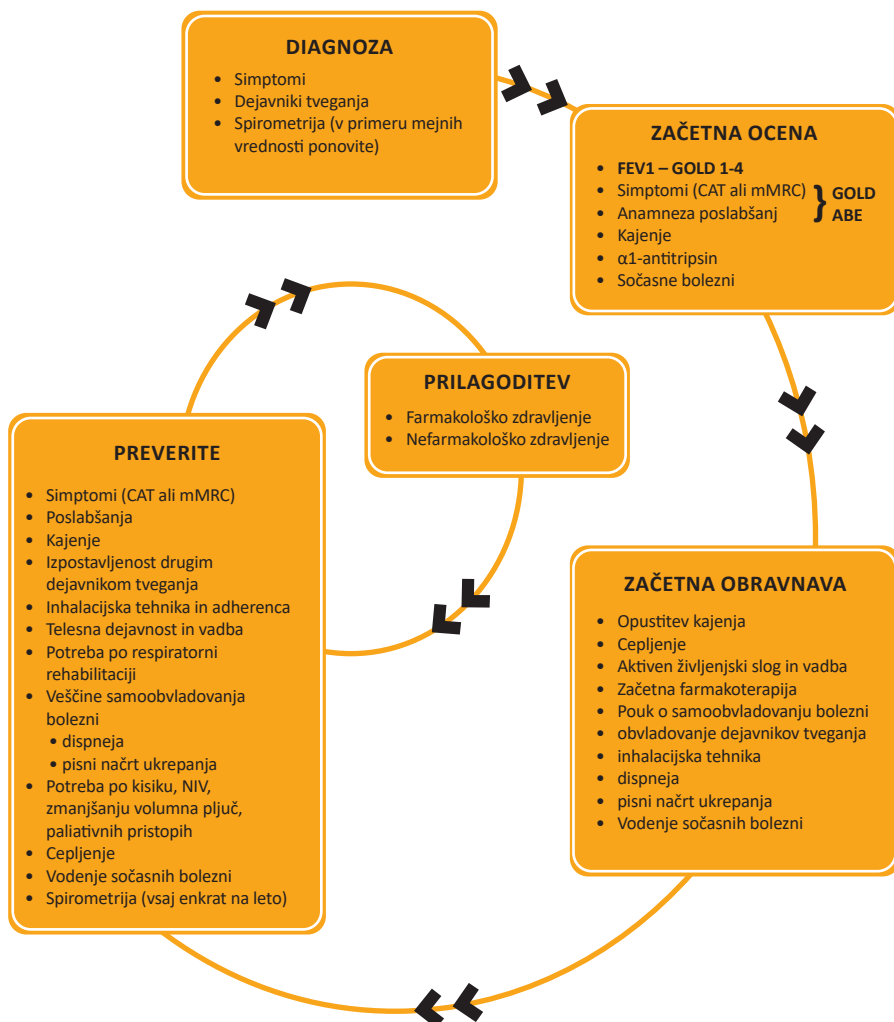 DIAGNOZA
• Simptomi
• Dejavniki tveganja
• Spirometrija (v primeru mejnih
vrednosti ponovite)
ZAČETNA OCENA
• FEV1 – GOLD 1-4
• Simptomi (CAT ali mMRC)
• Anamneza poslabšanj
} GOLD
ABE
• Kajenje
• α1-antitripsin
• Sočasne bolezni
PRILAGODITEV
• Farmakološko zdravljenje
• Nefarmakološko zdravljenje
PREVERITE
• Simptomi (CAT ali mMRC)
• Poslabšanja
• Kajenje
• Izpostavljenost drugim
dejavnikom tveganja
• Inhalacijska tehnika in adherenca
• Telesna dejavnost in vadba
• Potreba po respiratorni
rehabilitaciji
• Veščine samoobvladovanja
bolezni
• dispneja
• pisni načrt ukrepanja
• Potreba po kisiku, NIV,
zmanjšanju volumna pljuč,
paliativnih pristopih
• Cepljenje
• Vodenje sočasnih bolezni
• Spirometrija (vsaj enkrat na leto)
ZAČETNA OBRAVNAVA
• Opustitev kajenja
• Cepljenje
• Aktiven življenjski slog in vadba
• Začetna farmakoterapija
• Pouk o samoobvladovanju bolezni
• obvladovanje dejavnikov tveganja
• inhalacijska tehnika
• dispneja
• pisni načrt ukrepanja
• Vodenje sočasnih bolezni